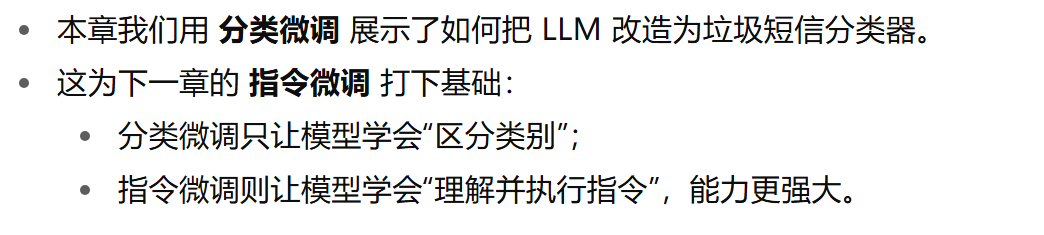 本章我们用 分类微调 展示了如何把 LLM 改造为垃圾短信分类器。
这为下一章的 指令微调 打下基础：
分类微调只让模型学会“区分类别”；
指令微调则让模型学会“理解并执行指令”，能力更强大。